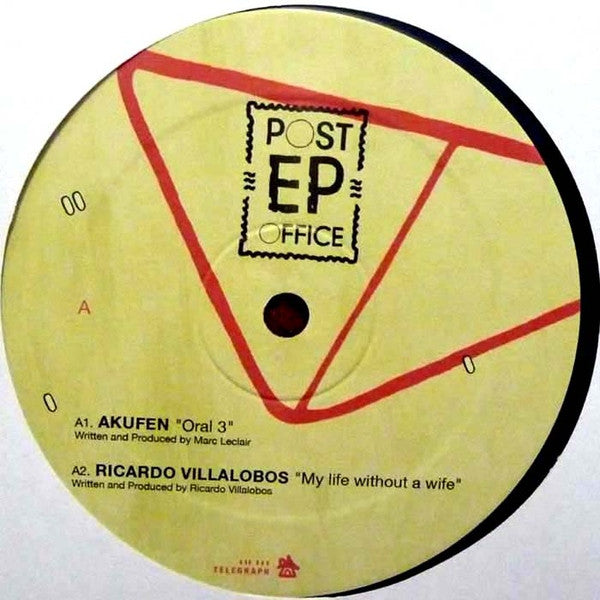 POST
EP
OFFICE
00
A
0
0
A1. AKUFEN "Oral 3"
Written and Produced by Marc Leclair
A2. RICARDO VILLALOBOS "My life without a wife"
Written and Produced by Ricardo Villalobos
TELEGRAPH